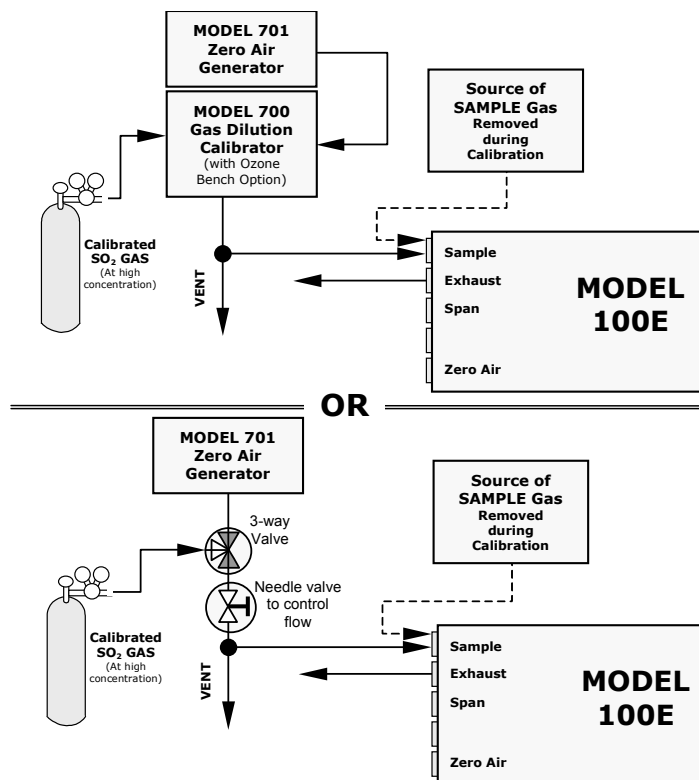 MODEL 701
Zero Air
Generator
MODEL 700
Gas Dilution
Calibrator
(with Ozone
Bench Option)
Source of
SAMPLE Gas
Removed
during
Calibration
Calibrated
SO₂ GAS
(At high
concentration)
VENT
Sample
Exhaust
Span
Zero Air
MODEL
100E
OR
MODEL 701
Zero Air
Generator
3-way
Valve
Needle valve
to control
flow
Source of
SAMPLE Gas
Removed
during
Calibration
Calibrated
SO₂ GAS
(At high
concentration)
VENT
Sample
Exhaust
Span
Zero Air
MODEL
100E